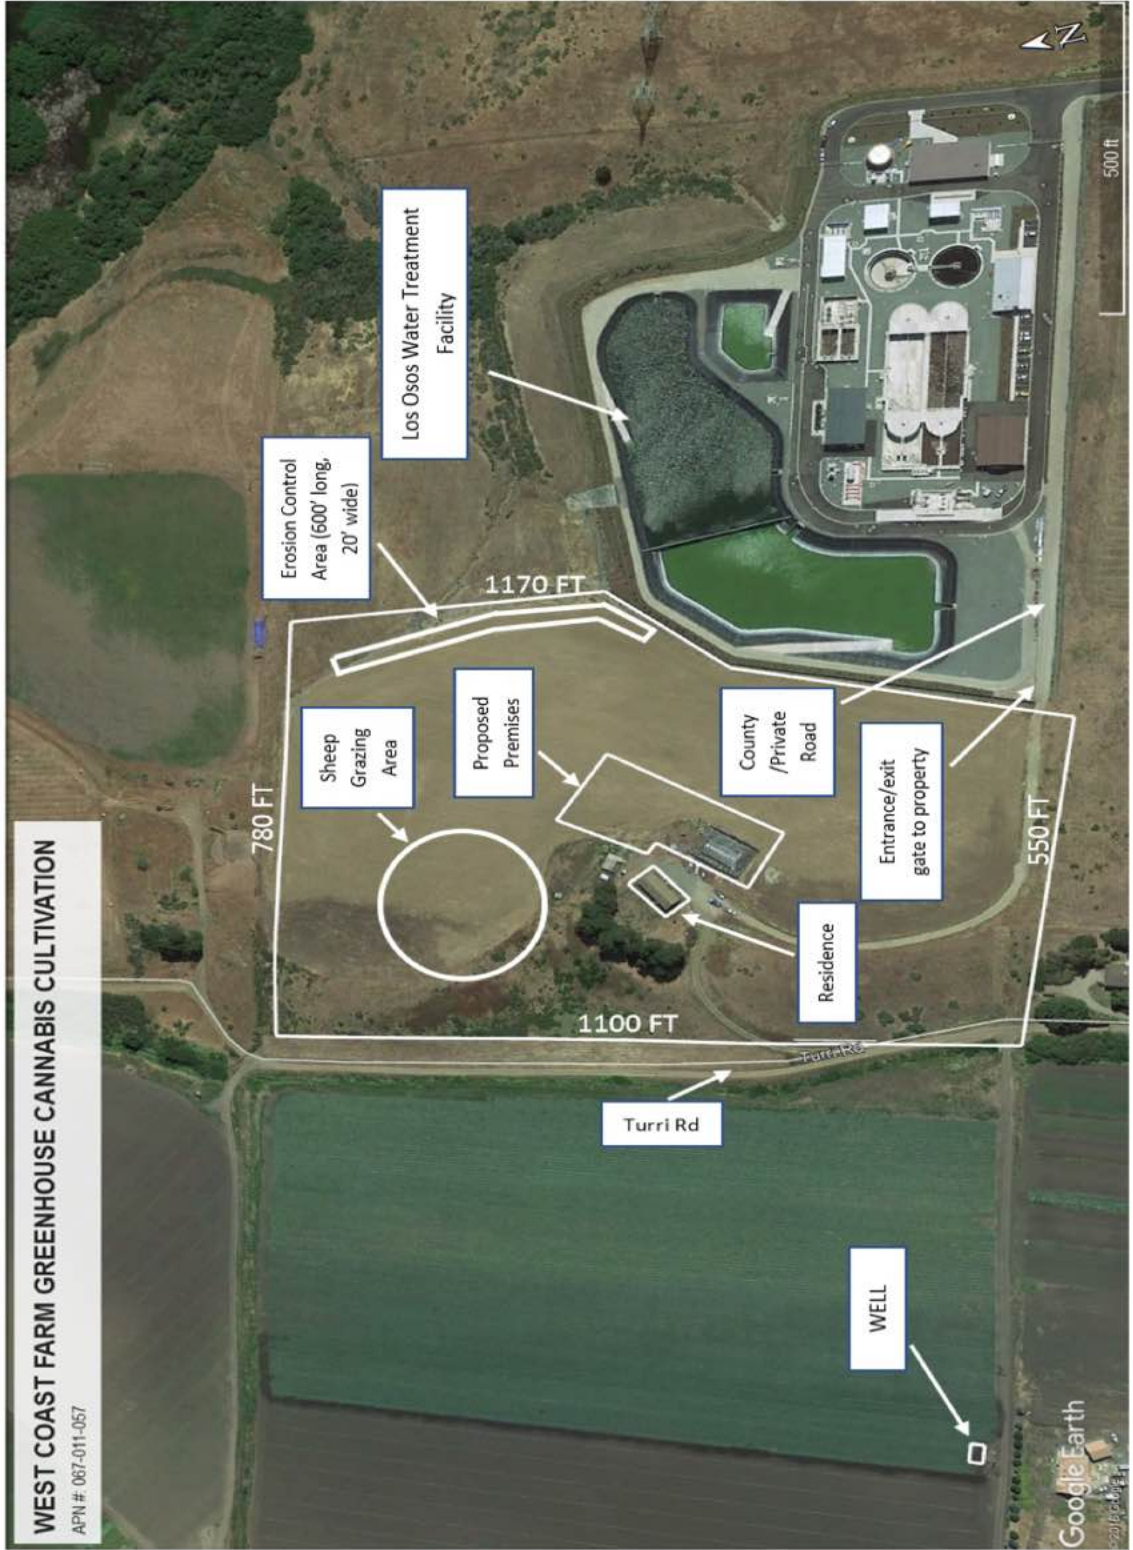 WEST COAST FARM GREENHOUSE CANNABIS CULTIVATION
APN #: 067-011-057
780 FT
Sheep
Grazing
Area
Erosion Control
Area (600' long,
20' wide)
Los Osos Water Treatment
Facility
1170 FT
Proposed
Premises
1100 FT
Turri Rd
Turri Rd
Residence
County
/Private
Road
Entrance/exit
gate to property
550 FT
WELL
Google Earth
N
500 ft